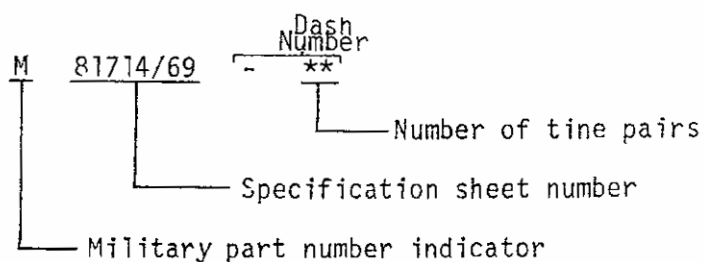 Dash
Number
M 81714/69 - **
Number of tine pairs
Specification sheet number
Military part number indicator